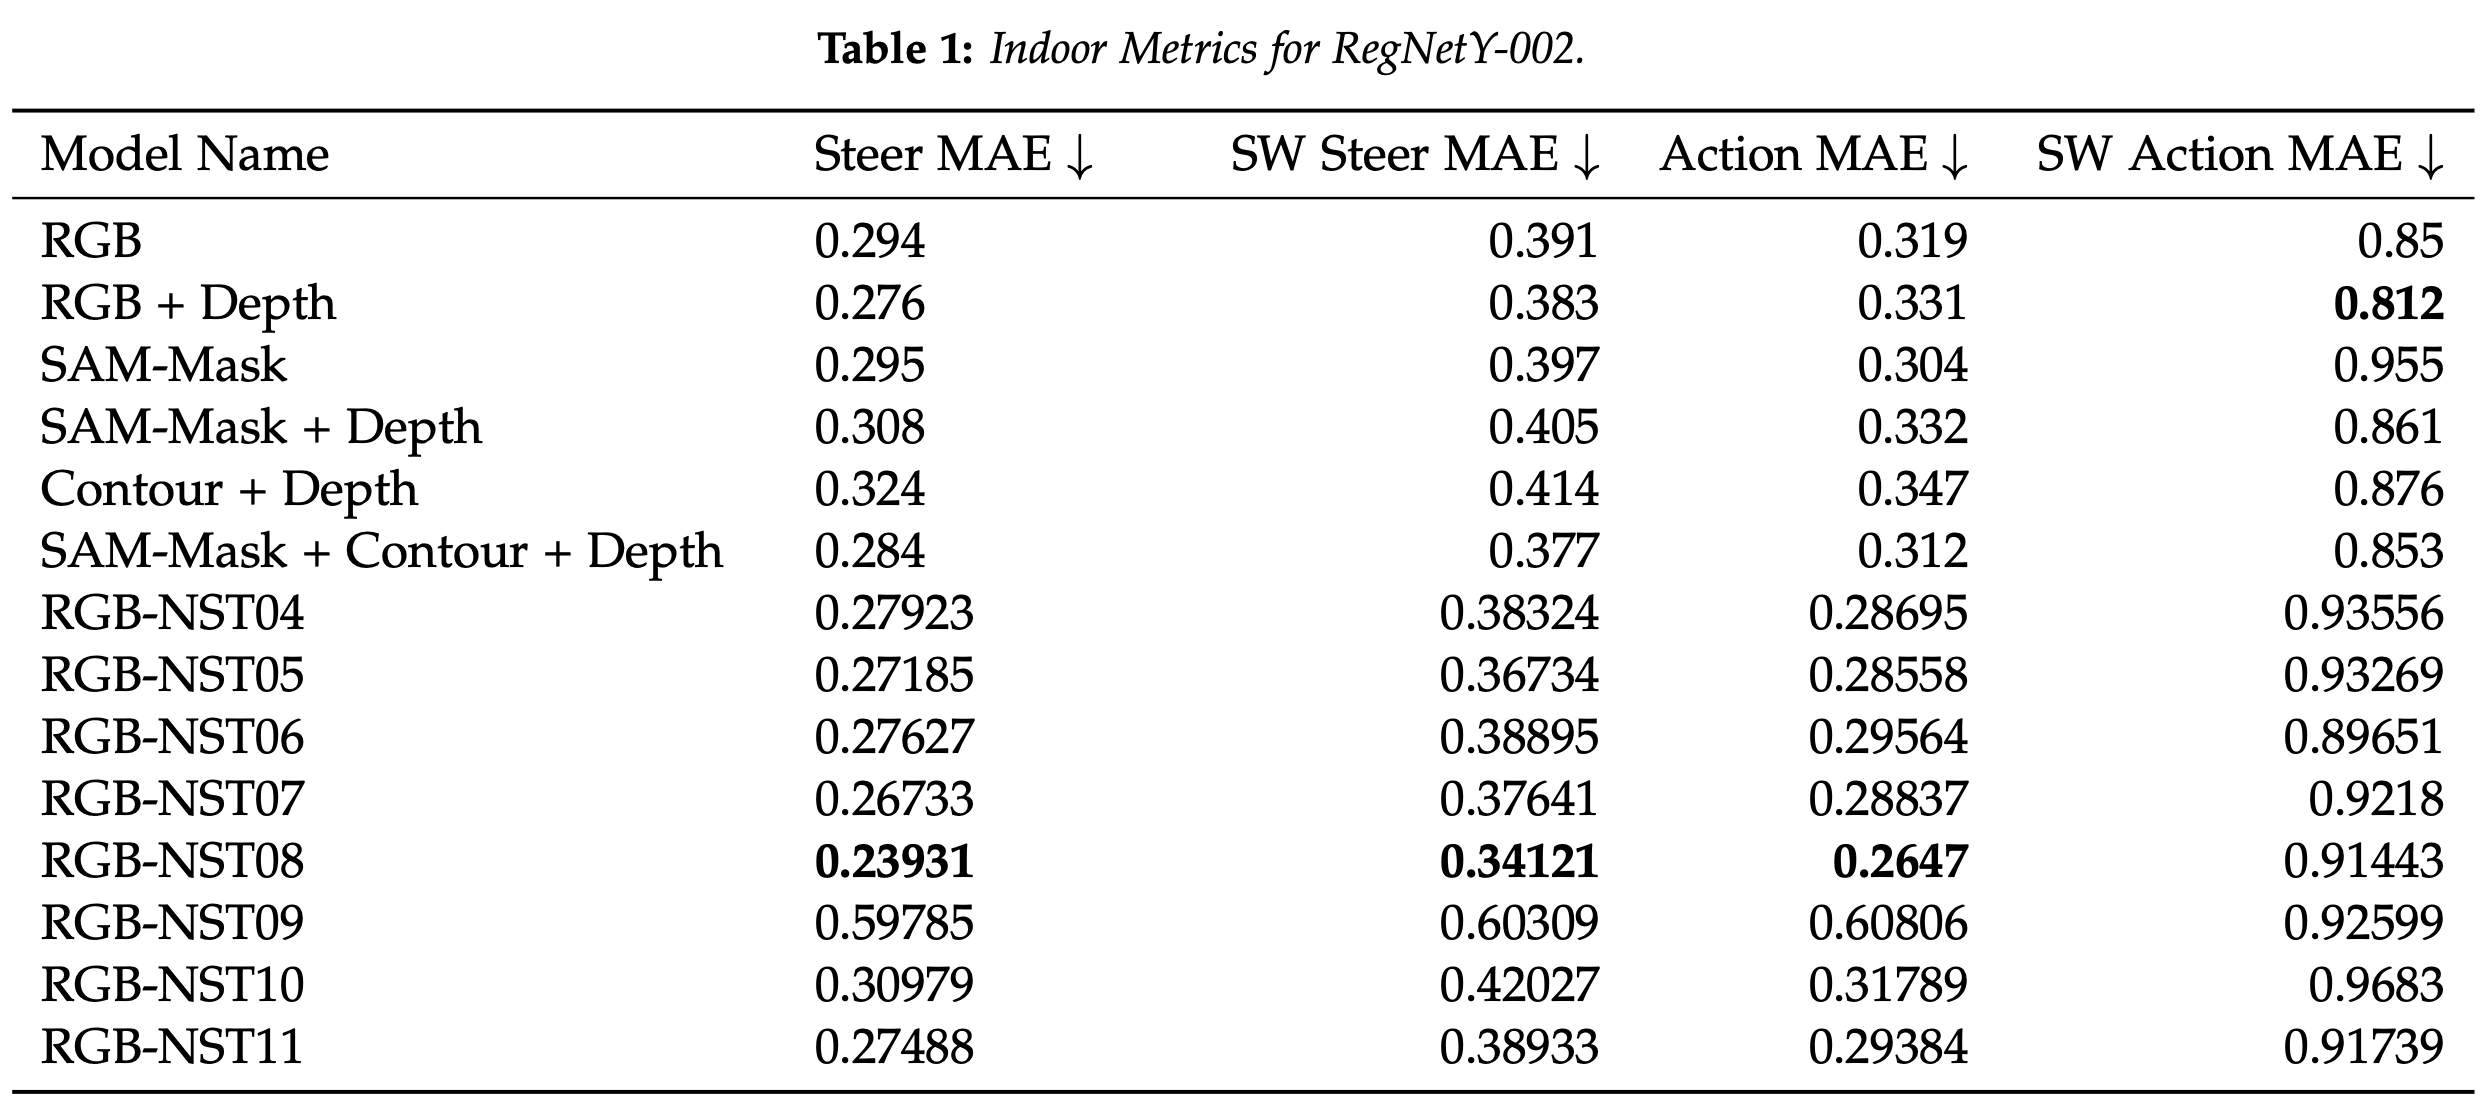 Table 1: Indoor Metrics for RegNetY-002.
Model Name Steer MAE ↓ SW Steer MAE ↓ Action MAE ↓ SW Action MAE ↓
RGB 0.294 0.391 0.319 0.85
RGB + Depth 0.276 0.383 0.331 0.812
SAM-Mask 0.295 0.397 0.304 0.955
SAM-Mask + Depth 0.308 0.405 0.332 0.861
Contour + Depth 0.324 0.414 0.347 0.876
SAM-Mask + Contour + Depth 0.284 0.377 0.312 0.853
RGB-NST04 0.27923 0.38324 0.28695 0.93556
RGB-NST05 0.27185 0.36734 0.28558 0.93269
RGB-NST06 0.27627 0.38895 0.29564 0.89651
RGB-NST07 0.26733 0.37641 0.28837 0.9218
RGB-NST08 0.23931 0.34121 0.2647 0.91443
RGB-NST09 0.59785 0.60309 0.60806 0.92599
RGB-NST10 0.30979 0.42027 0.31789 0.9683
RGB-NST11 0.27488 0.38933 0.29384 0.91739